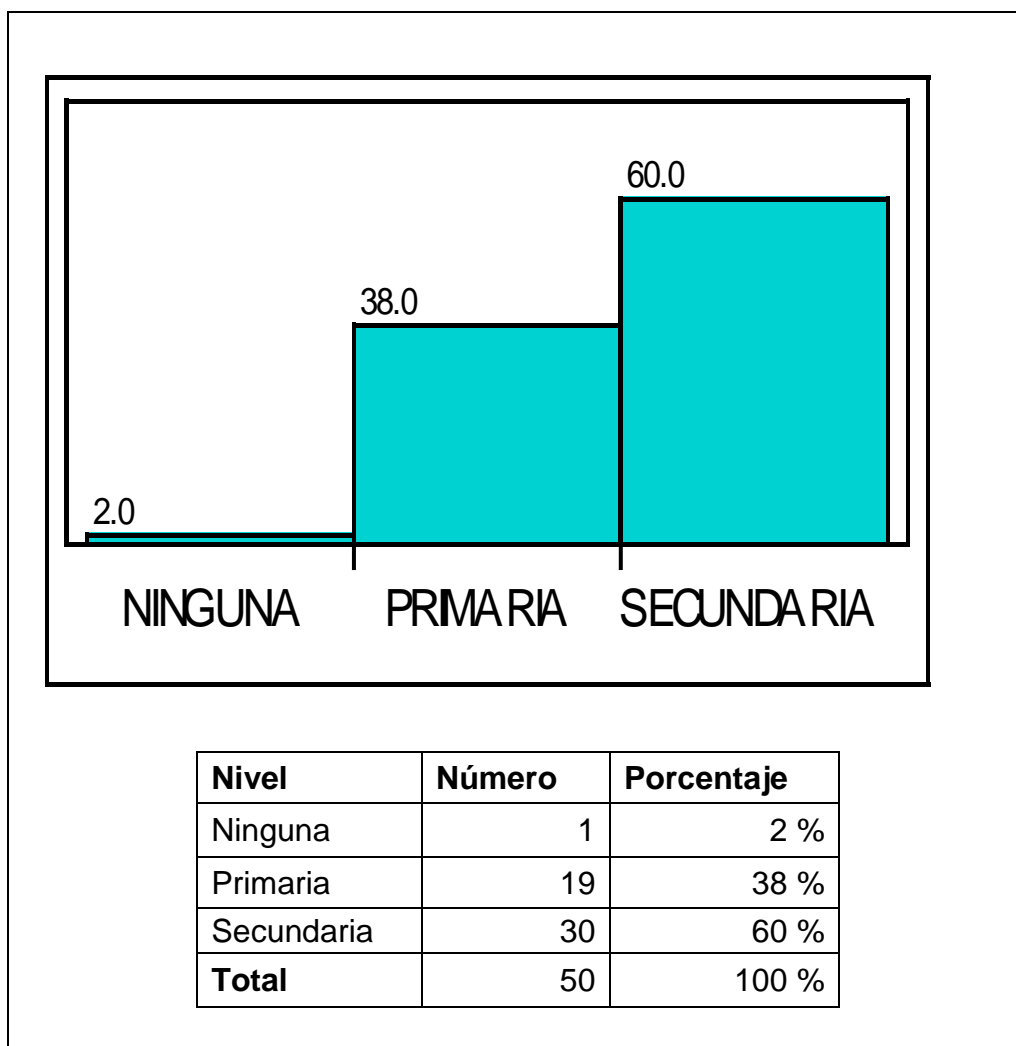 60.0
38.0
2.0
NINGUNA PRIMARIA SECUNDARIA
Nivel Número Porcentaje
Ninguna 1 2 %
Primaria 19 38 %
Secundaria 30 60 %
Total 50 100 %